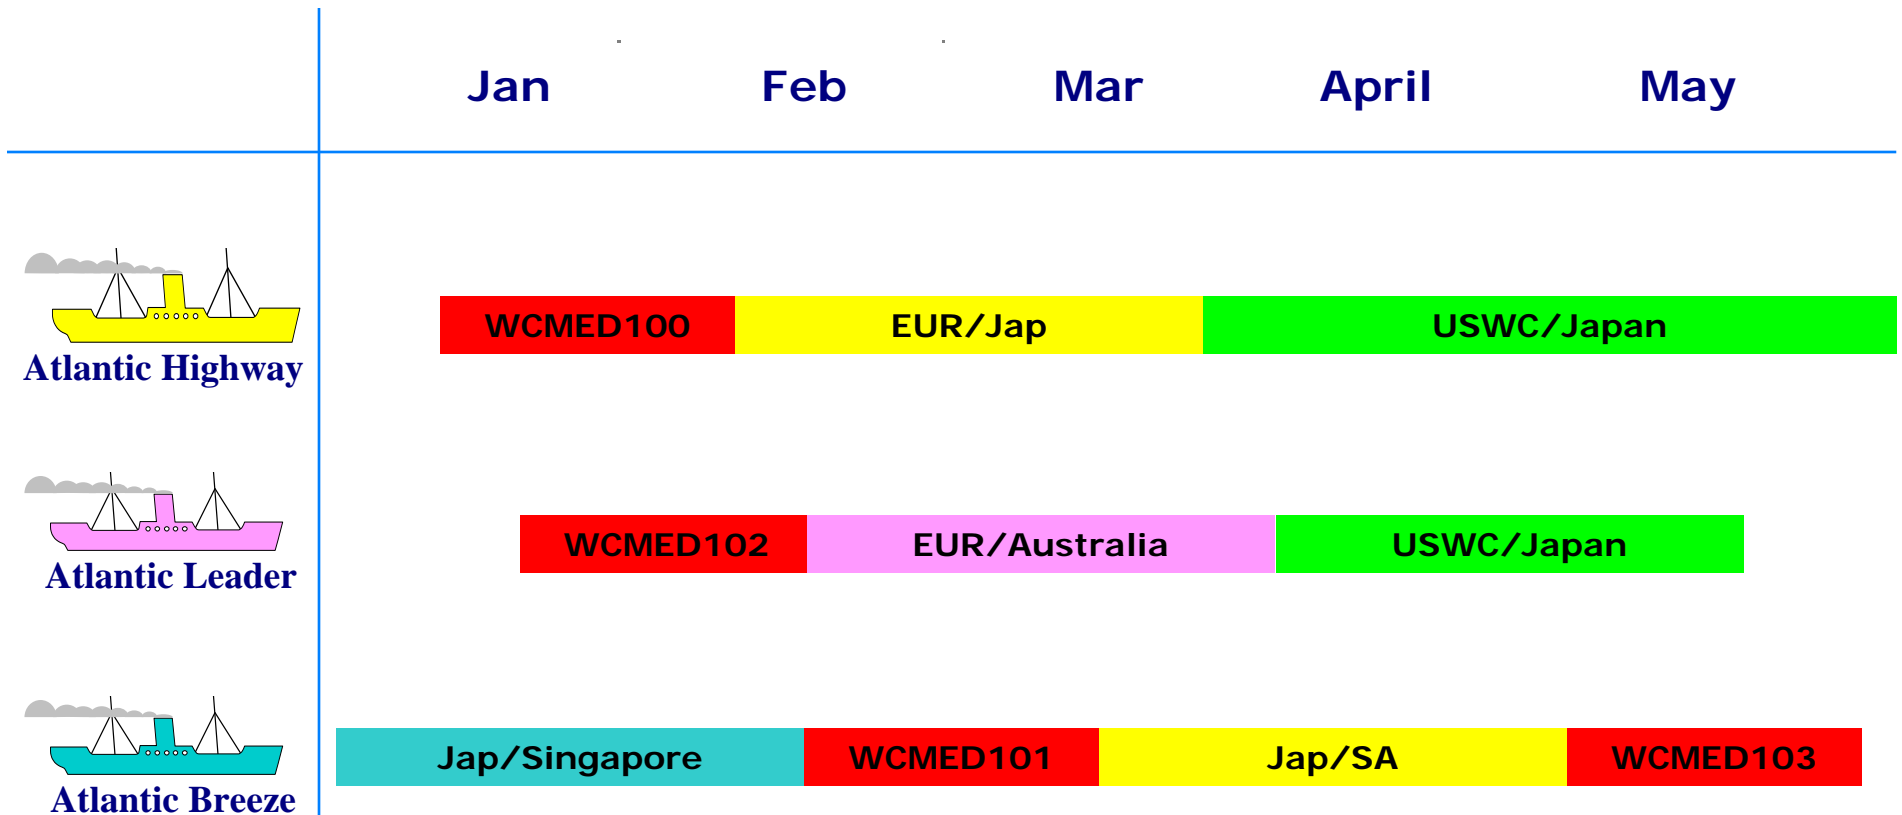 Jan Feb Mar April May
WCMED100 EUR/Jap USWC/Japan
Atlantic Highway
WCMED102 EUR/Australia USWC/Japan
Atlantic Leader
Jap/Singapore WCMED101 Jap/SA WCMED103
Atlantic Breeze